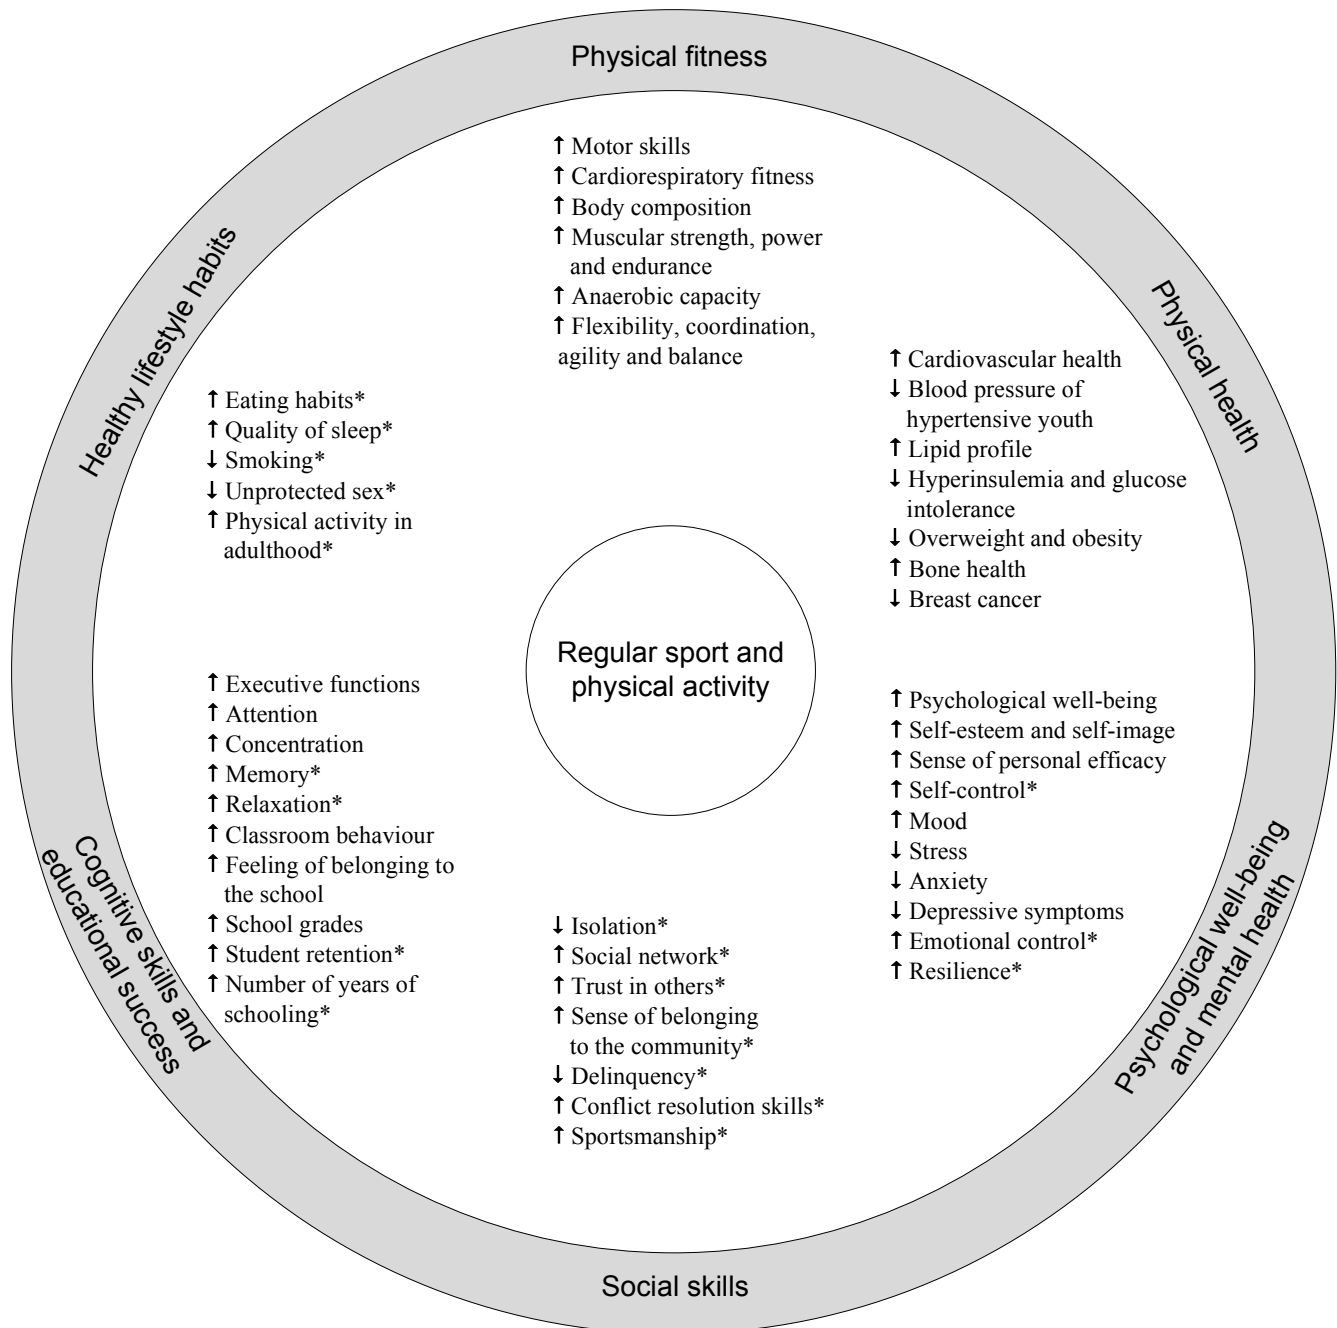 Physical fitness
↑ Motor skills
↑ Cardiorespiratory fitness
↑ Body composition
↑ Muscular strength, power
and endurance
↑ Anaerobic capacity
↑ Flexibility, coordination,
agility and balance
Physical health
↑ Cardiovascular health
↓ Blood pressure of
hypertensive youth
↑ Lipid profile
↓ Hyperinsulemia and glucose
intolerance
↓ Overweight and obesity
↑ Bone health
↓ Breast cancer
Psychological well-being
and mental health
↑ Psychological well-being
↑ Self-esteem and self-image
↑ Sense of personal efficacy
↑ Self-control*
↑ Mood
↓ Stress
↓ Anxiety
↓ Depressive symptoms
↑ Emotional control*
↑ Resilience*
Social skills
↓ Isolation*
↑ Social network*
↑ Trust in others*
↑ Sense of belonging
to the community*
↓ Delinquency*
↑ Conflict resolution skills*
↑ Sportsmanship*
Cognitive skills and
educational success
↑ Executive functions
↑ Attention
↑ Concentration
↑ Memory*
↑ Relaxation*
↑ Classroom behaviour
↑ Feeling of belonging to
the school
↑ School grades
↑ Student retention*
↑ Number of years of
schooling*
Healthy lifestyle habits
↑ Eating habits*
↑ Quality of sleep*
↓ Smoking*
↓ Unprotected sex*
↑ Physical activity in
adulthood*
Regular sport and
physical activity